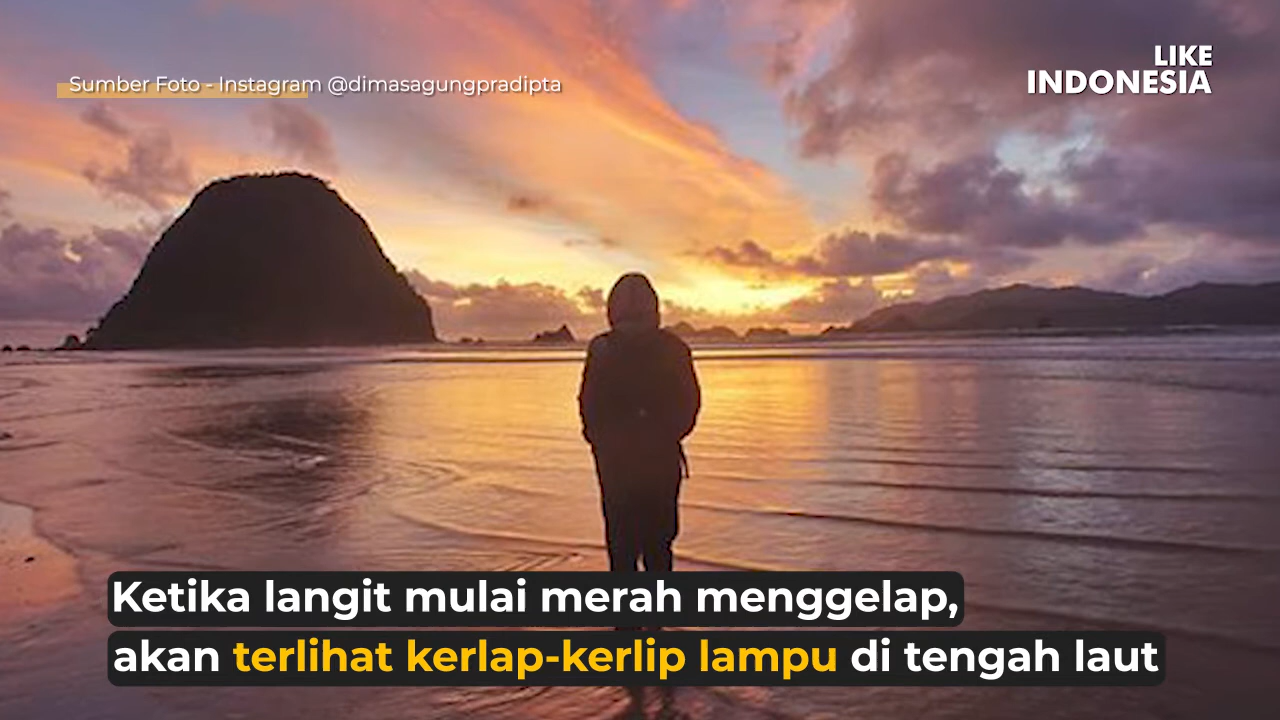 Sumber Foto - Instagram @dimasagungpradipta
LIKE
INDONESIA
Ketika langit mulai merah menggelap,
akan terlihat kerlap-kerlip lampu di tengah laut